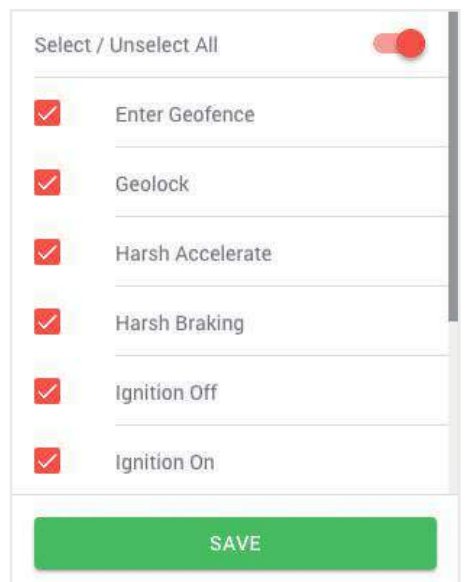 Select / Unselect All
Enter Geofence
Geolock
Harsh Accelerate
Harsh Braking
Ignition Off
Ignition On
SAVE